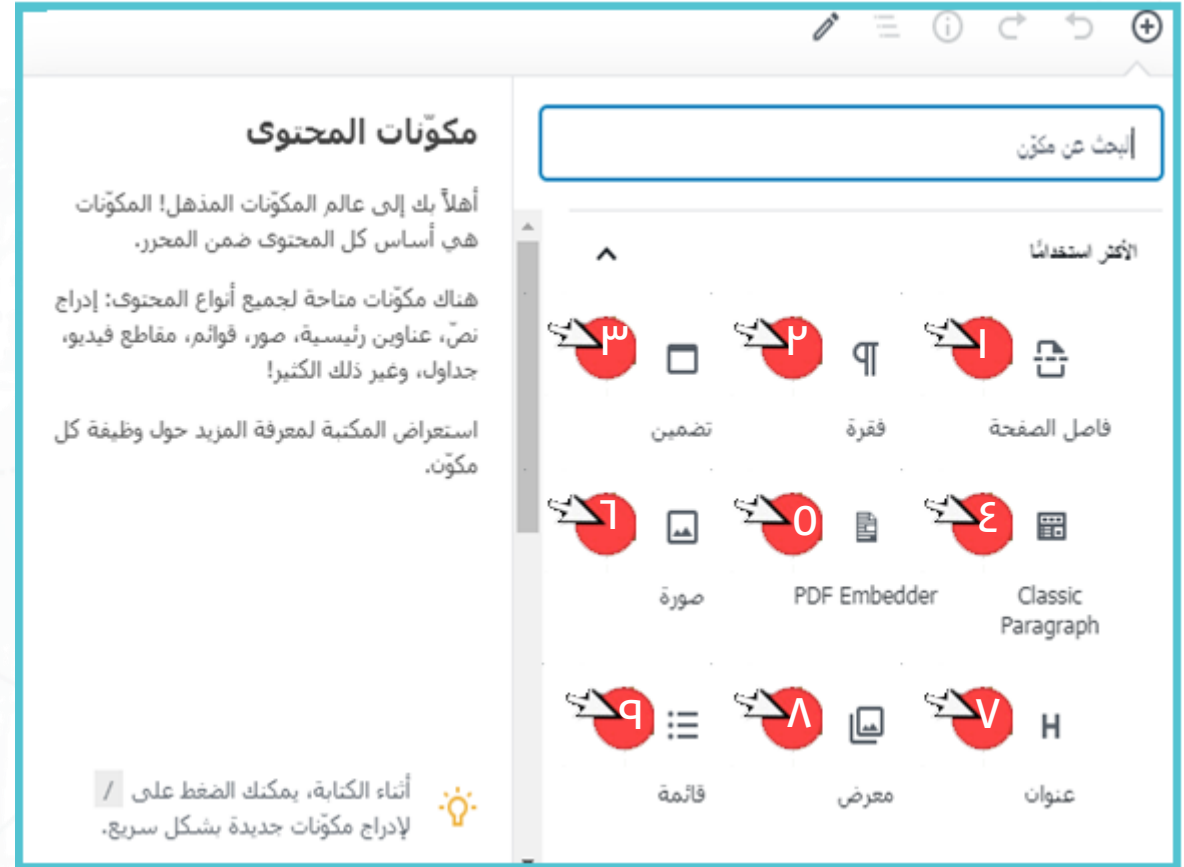 البحث عن مكوّن
الأكثر استخدامًا
١
٢
٣
فاصل الصفحة
فقرة
تضمين
٤
٥
٦
Classic
Paragraph
PDF Embedder
صورة
٧
٨
٩
H
عنوان
معرض
قائمة
مكوّنات المحتوى
أهلاً بك إلى عالم المكوّنات المذهل! المكوّنات
هي أساس كل المحتوى ضمن المحرر.
هناك مكوّنات متاحة لجميع أنواع المحتوى: إدراج
نصّ، عناوين رئيسية، صور، قوائم، مقاطع فيديو،
جداول، وغير ذلك الكثير!
استعراض المكتبة لمعرفة المزيد حول وظيفة كل
مكوّن.
أثناء الكتابة، يمكنك الضغط على /
لإدراج مكوّنات جديدة بشكل سريع.